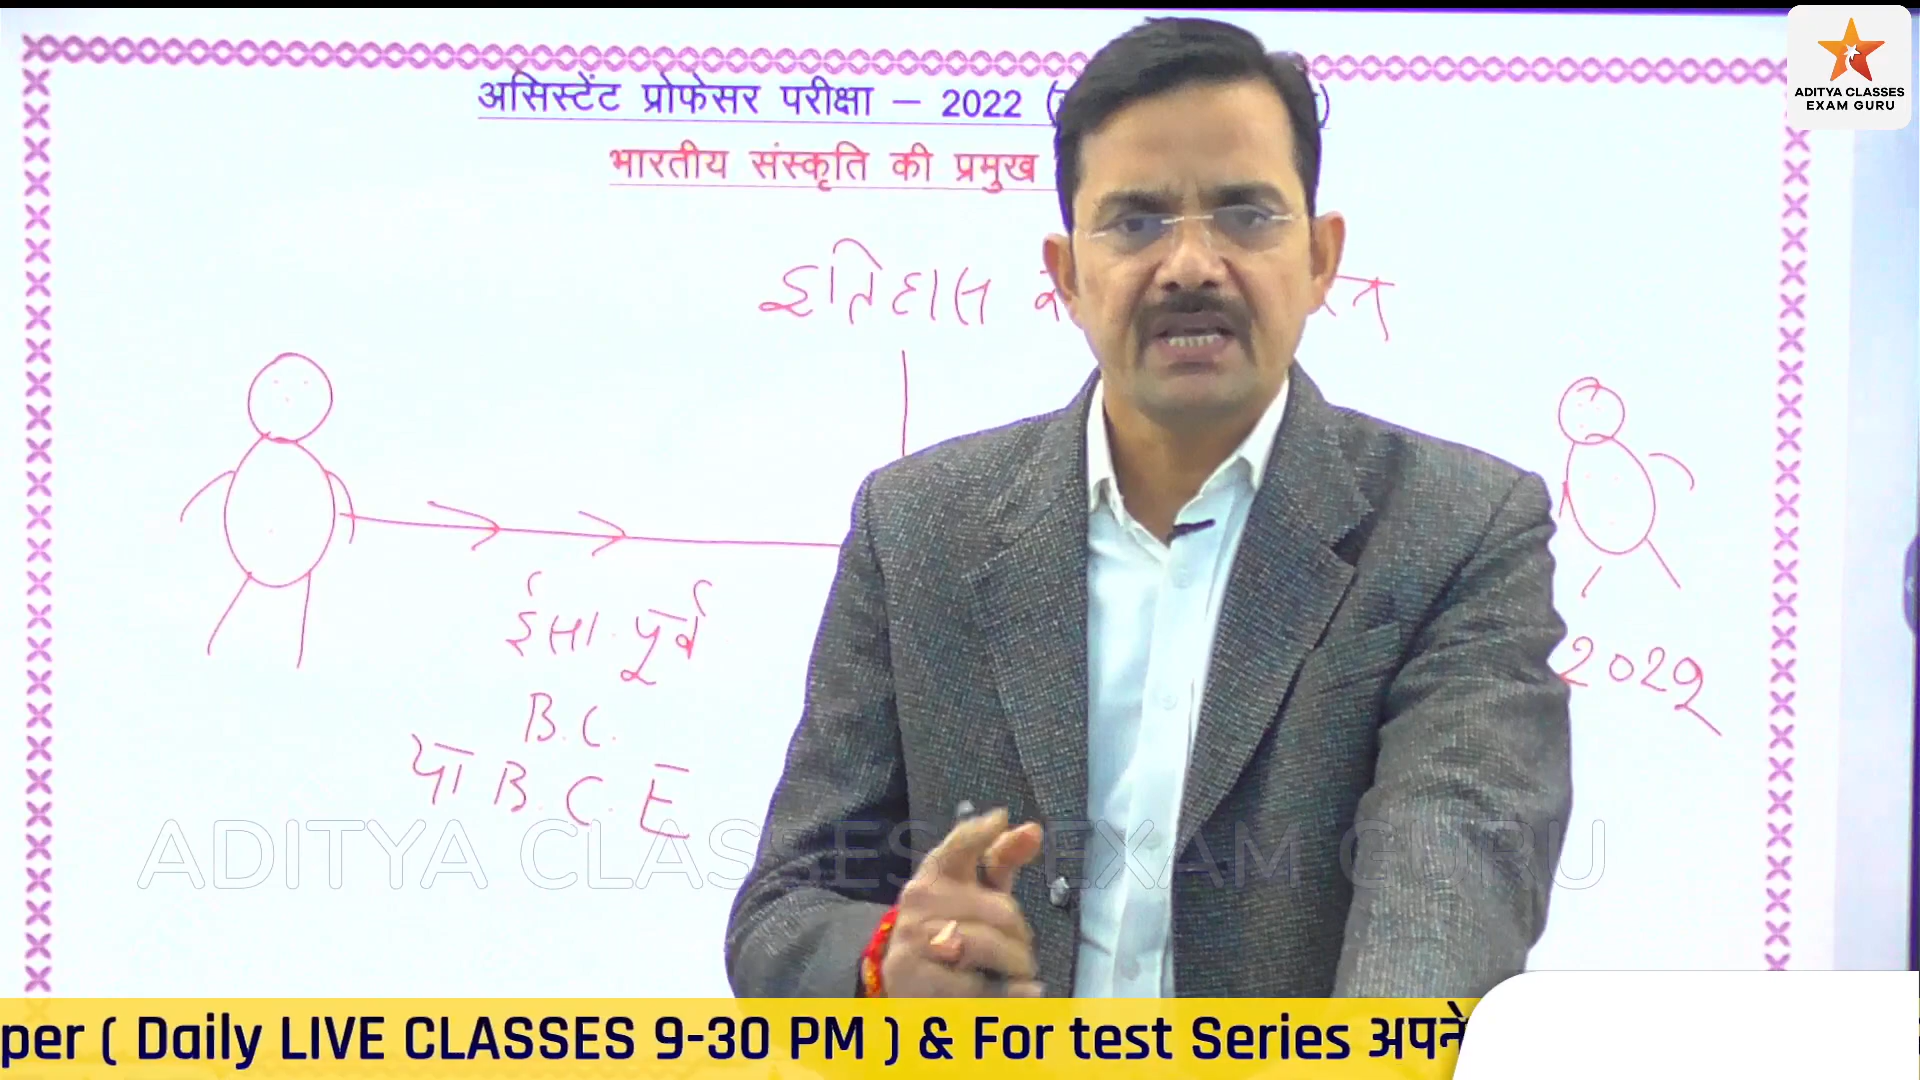 ADITYA CLASSES
EXAM GURU
असिस्टेंट प्रोफेसर परीक्षा – 2022
भारतीय संस्कृति की प्रमुख
इतिहास
ईसा पूर्व
B.C.
या B.C.E
2022
ADITYA CLASSES – EXAM GURU
per ( Daily LIVE CLASSES 9-30 PM ) & For test Series अपने